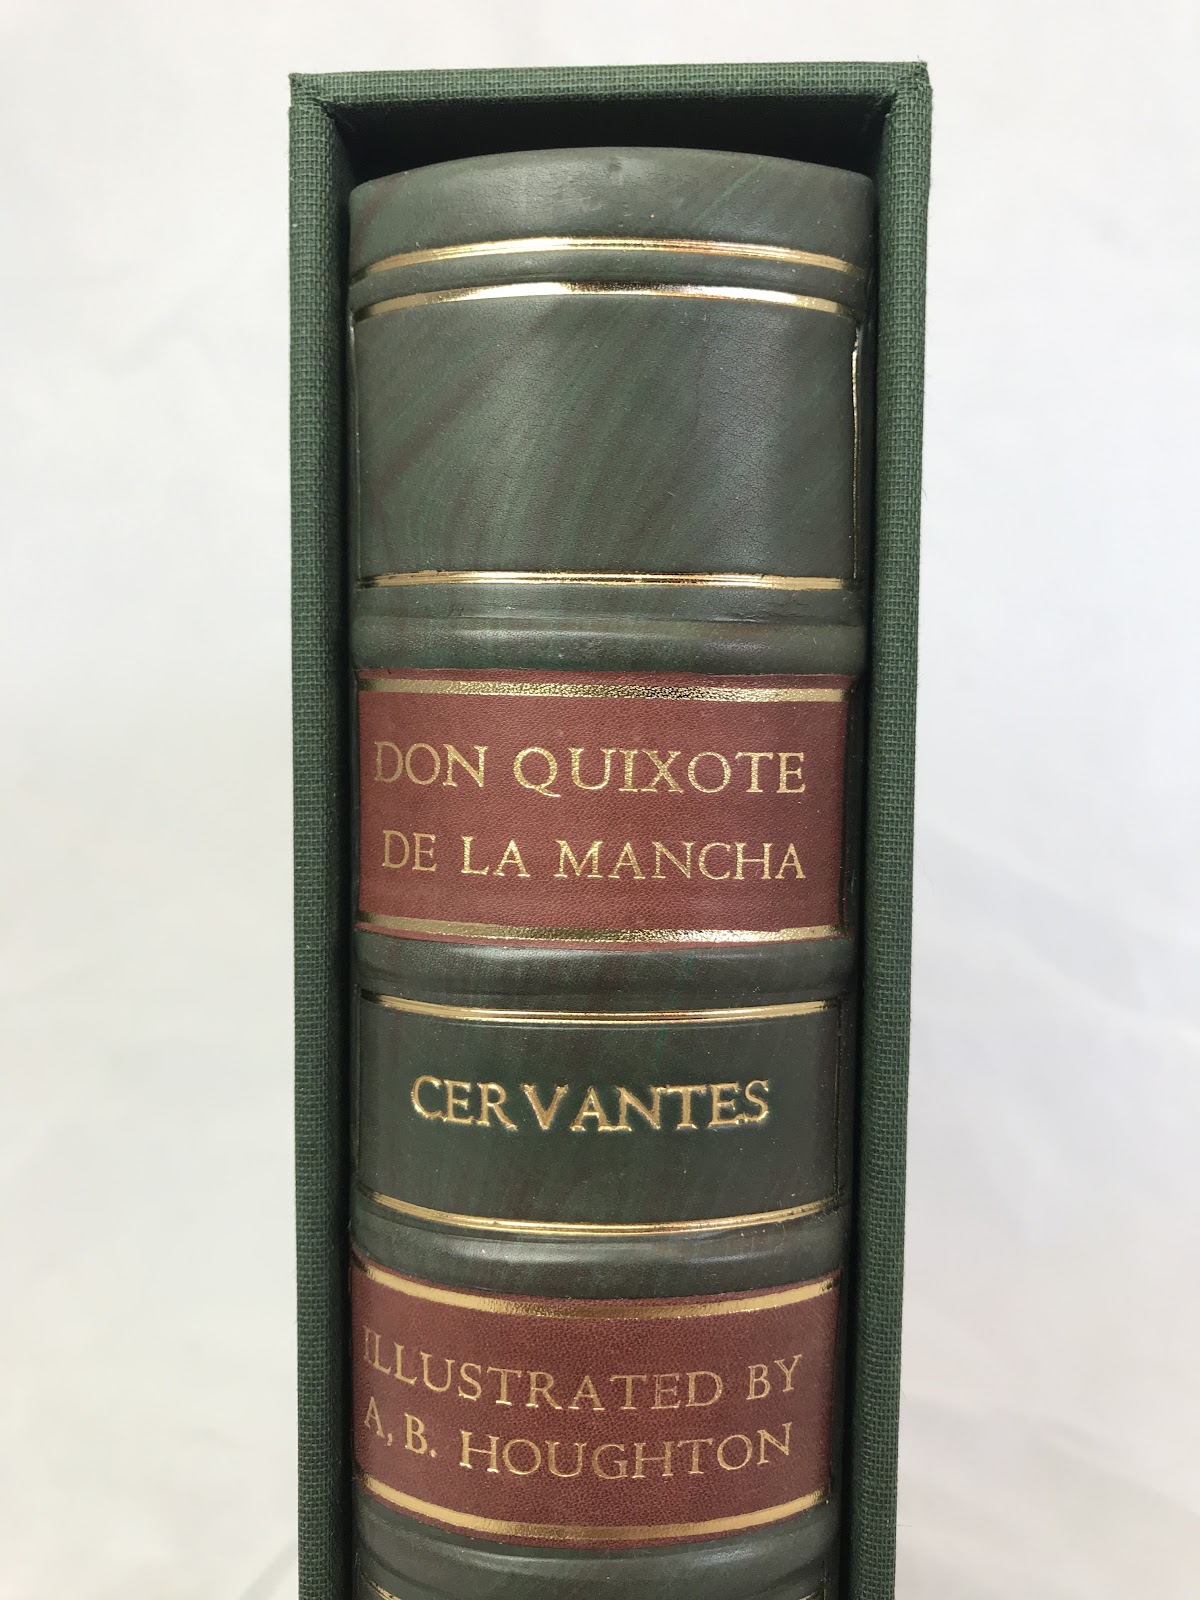 DON QUIXOTE
DE LA MANCHA
CERVANTES
ILLUSTRATED BY
A, B. HOUGHTON